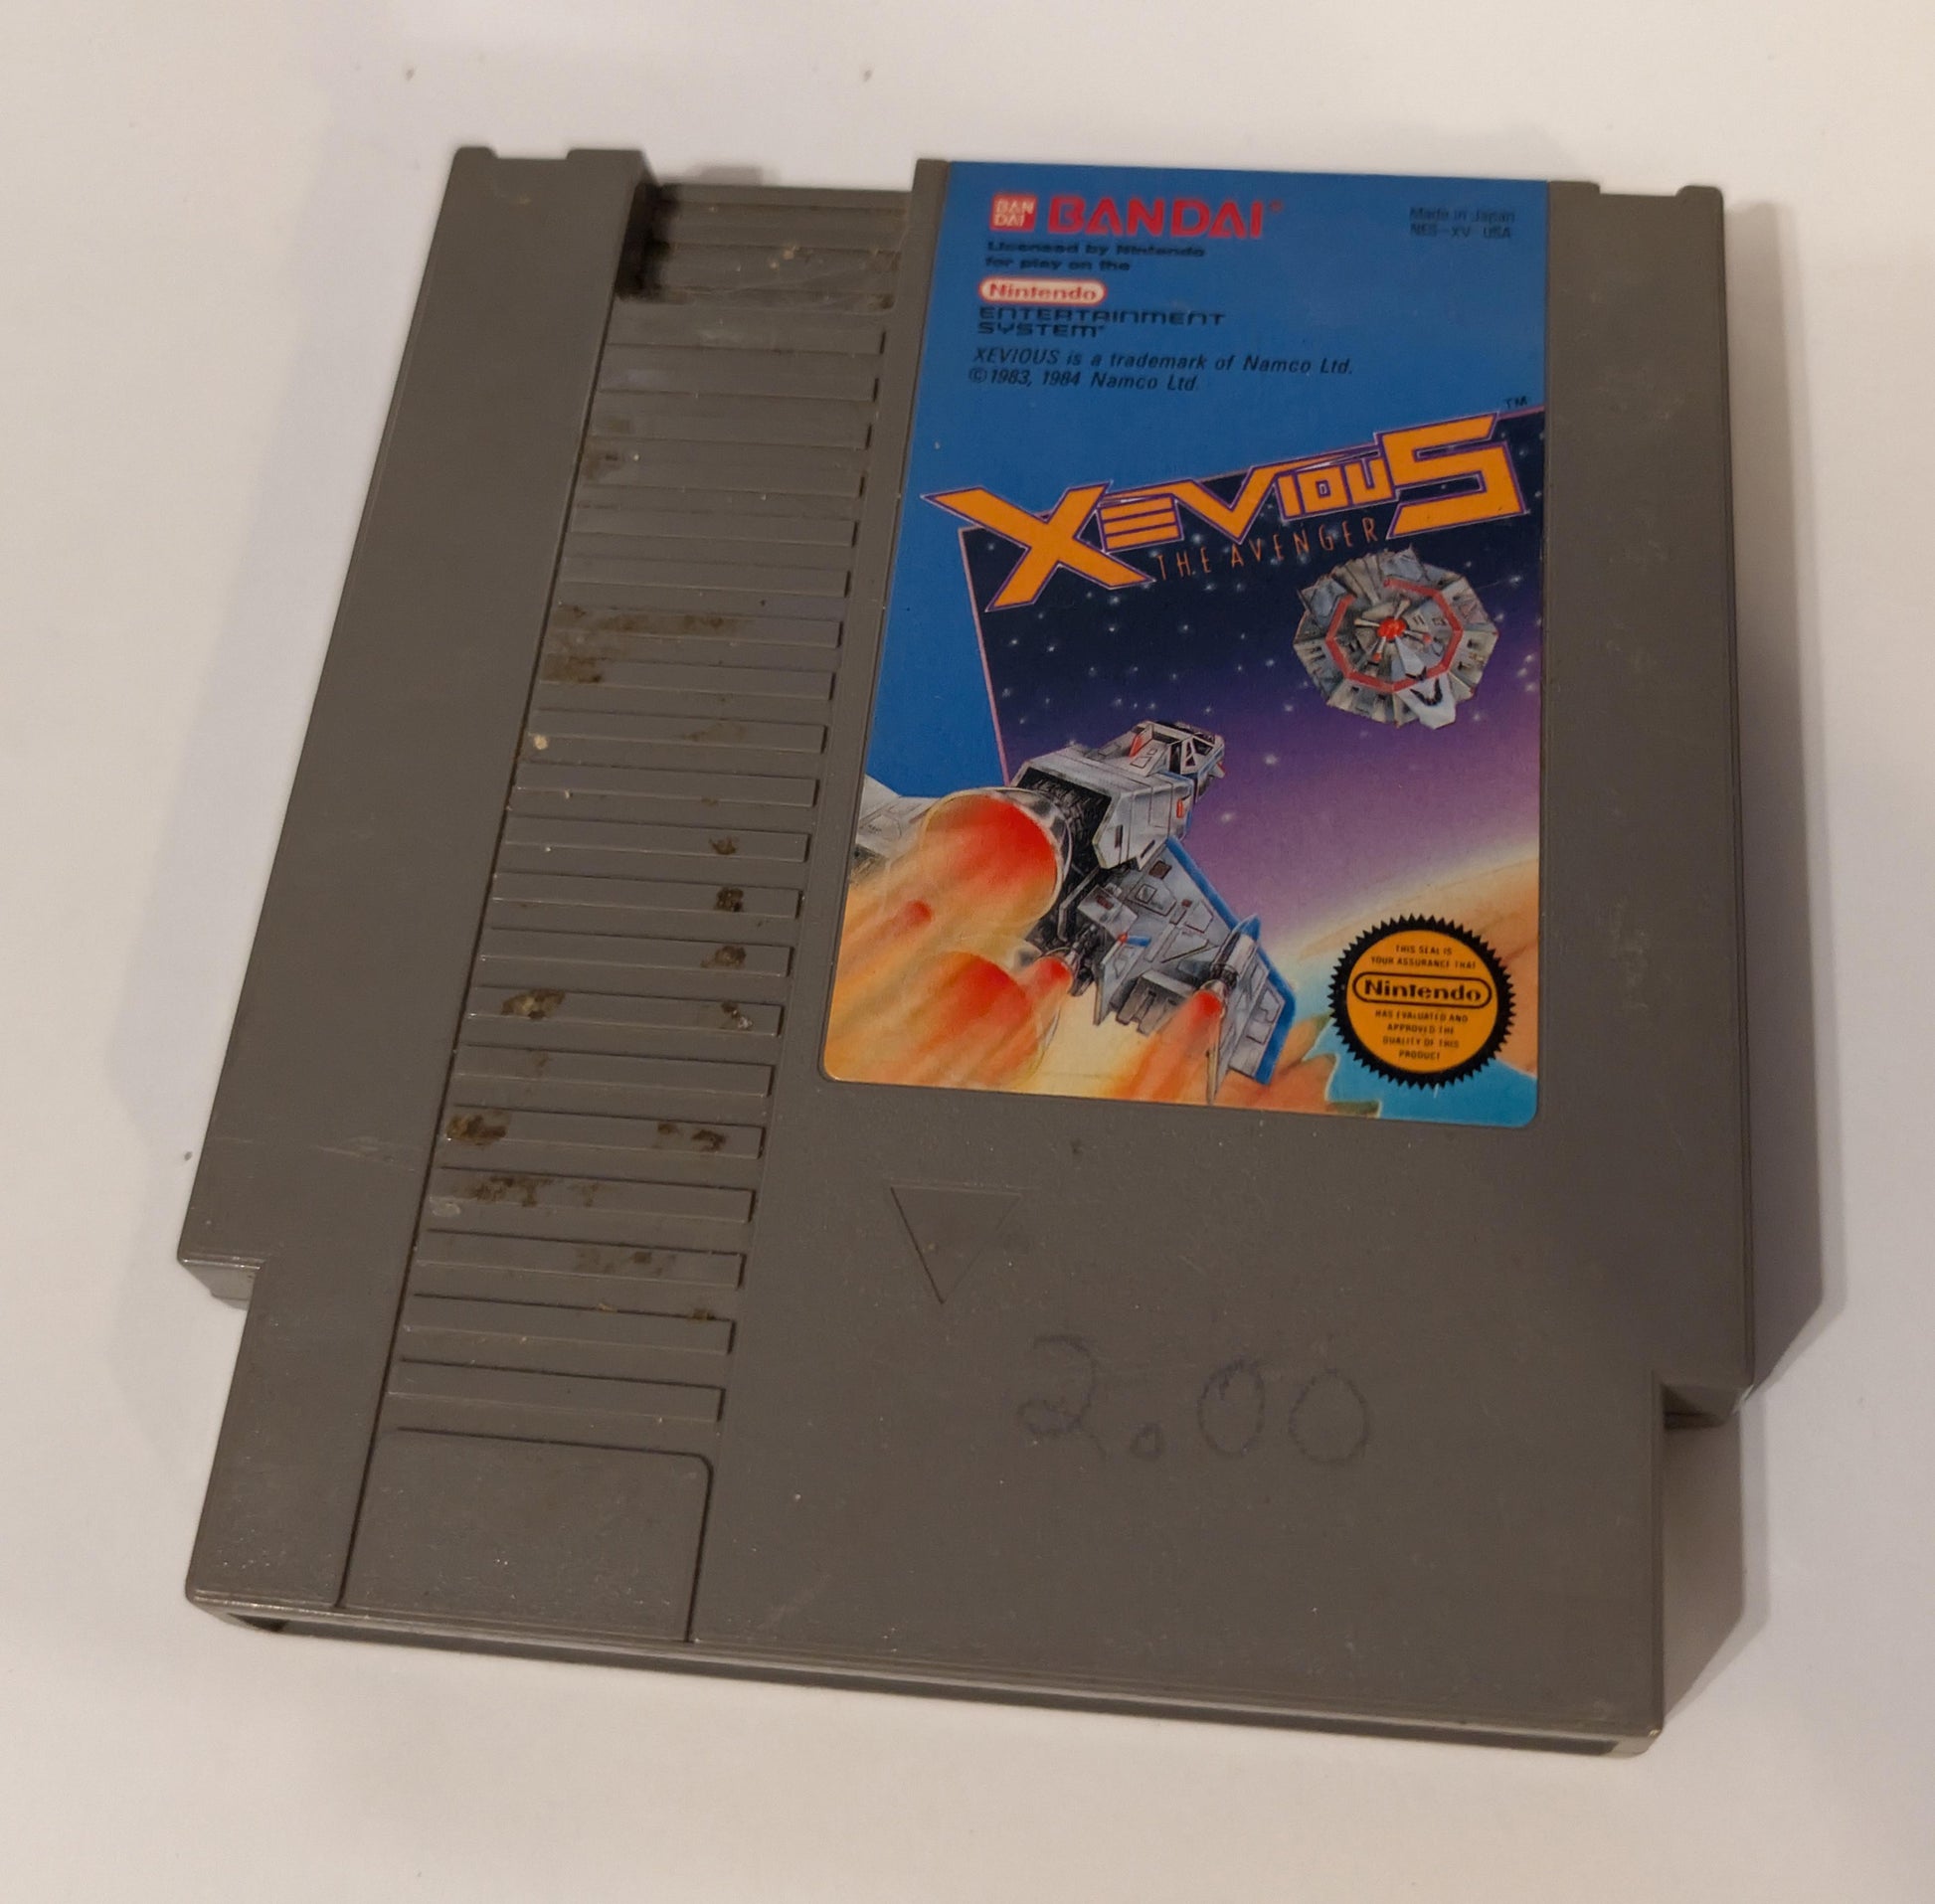 BAN
DAI
BANDAI®
Made in Japan
NES-XV USA
Licensed by Nintendo
for play on the
Nintendo
ENTERTAINMENT
SYSTEM®
XEVIOUS is a trademark of Namco Ltd.
©1983, 1984 Namco Ltd
XEVIOUS TM
THE AVENGER
THIS SEAL IS
YOUR ASSURANCE THAT
Nintendo
HAS EVALUATED AND
APPROVED THE
QUALITY OF THIS
PRODUCT
2.00